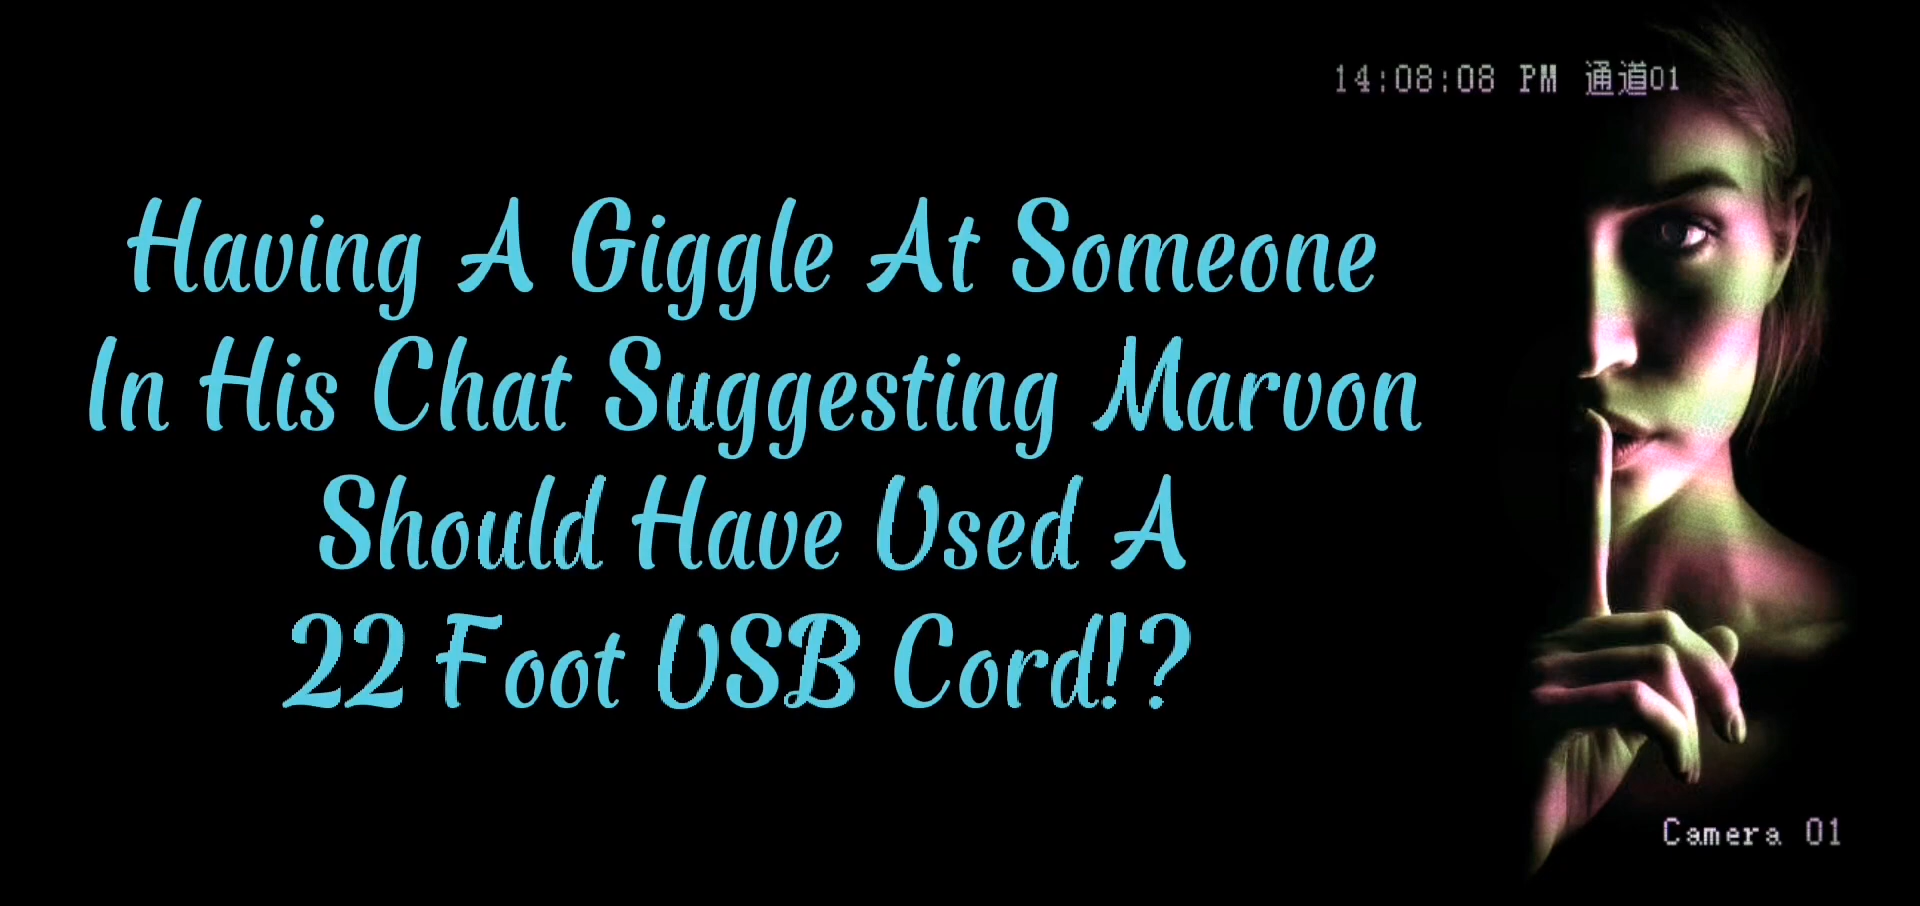 14:08:08 PM 通道01
Having A Giggle At Someone
In His Chat Suggesting Marvon
Should Have Used A
22 Foot USB Cord!?
Camera 01